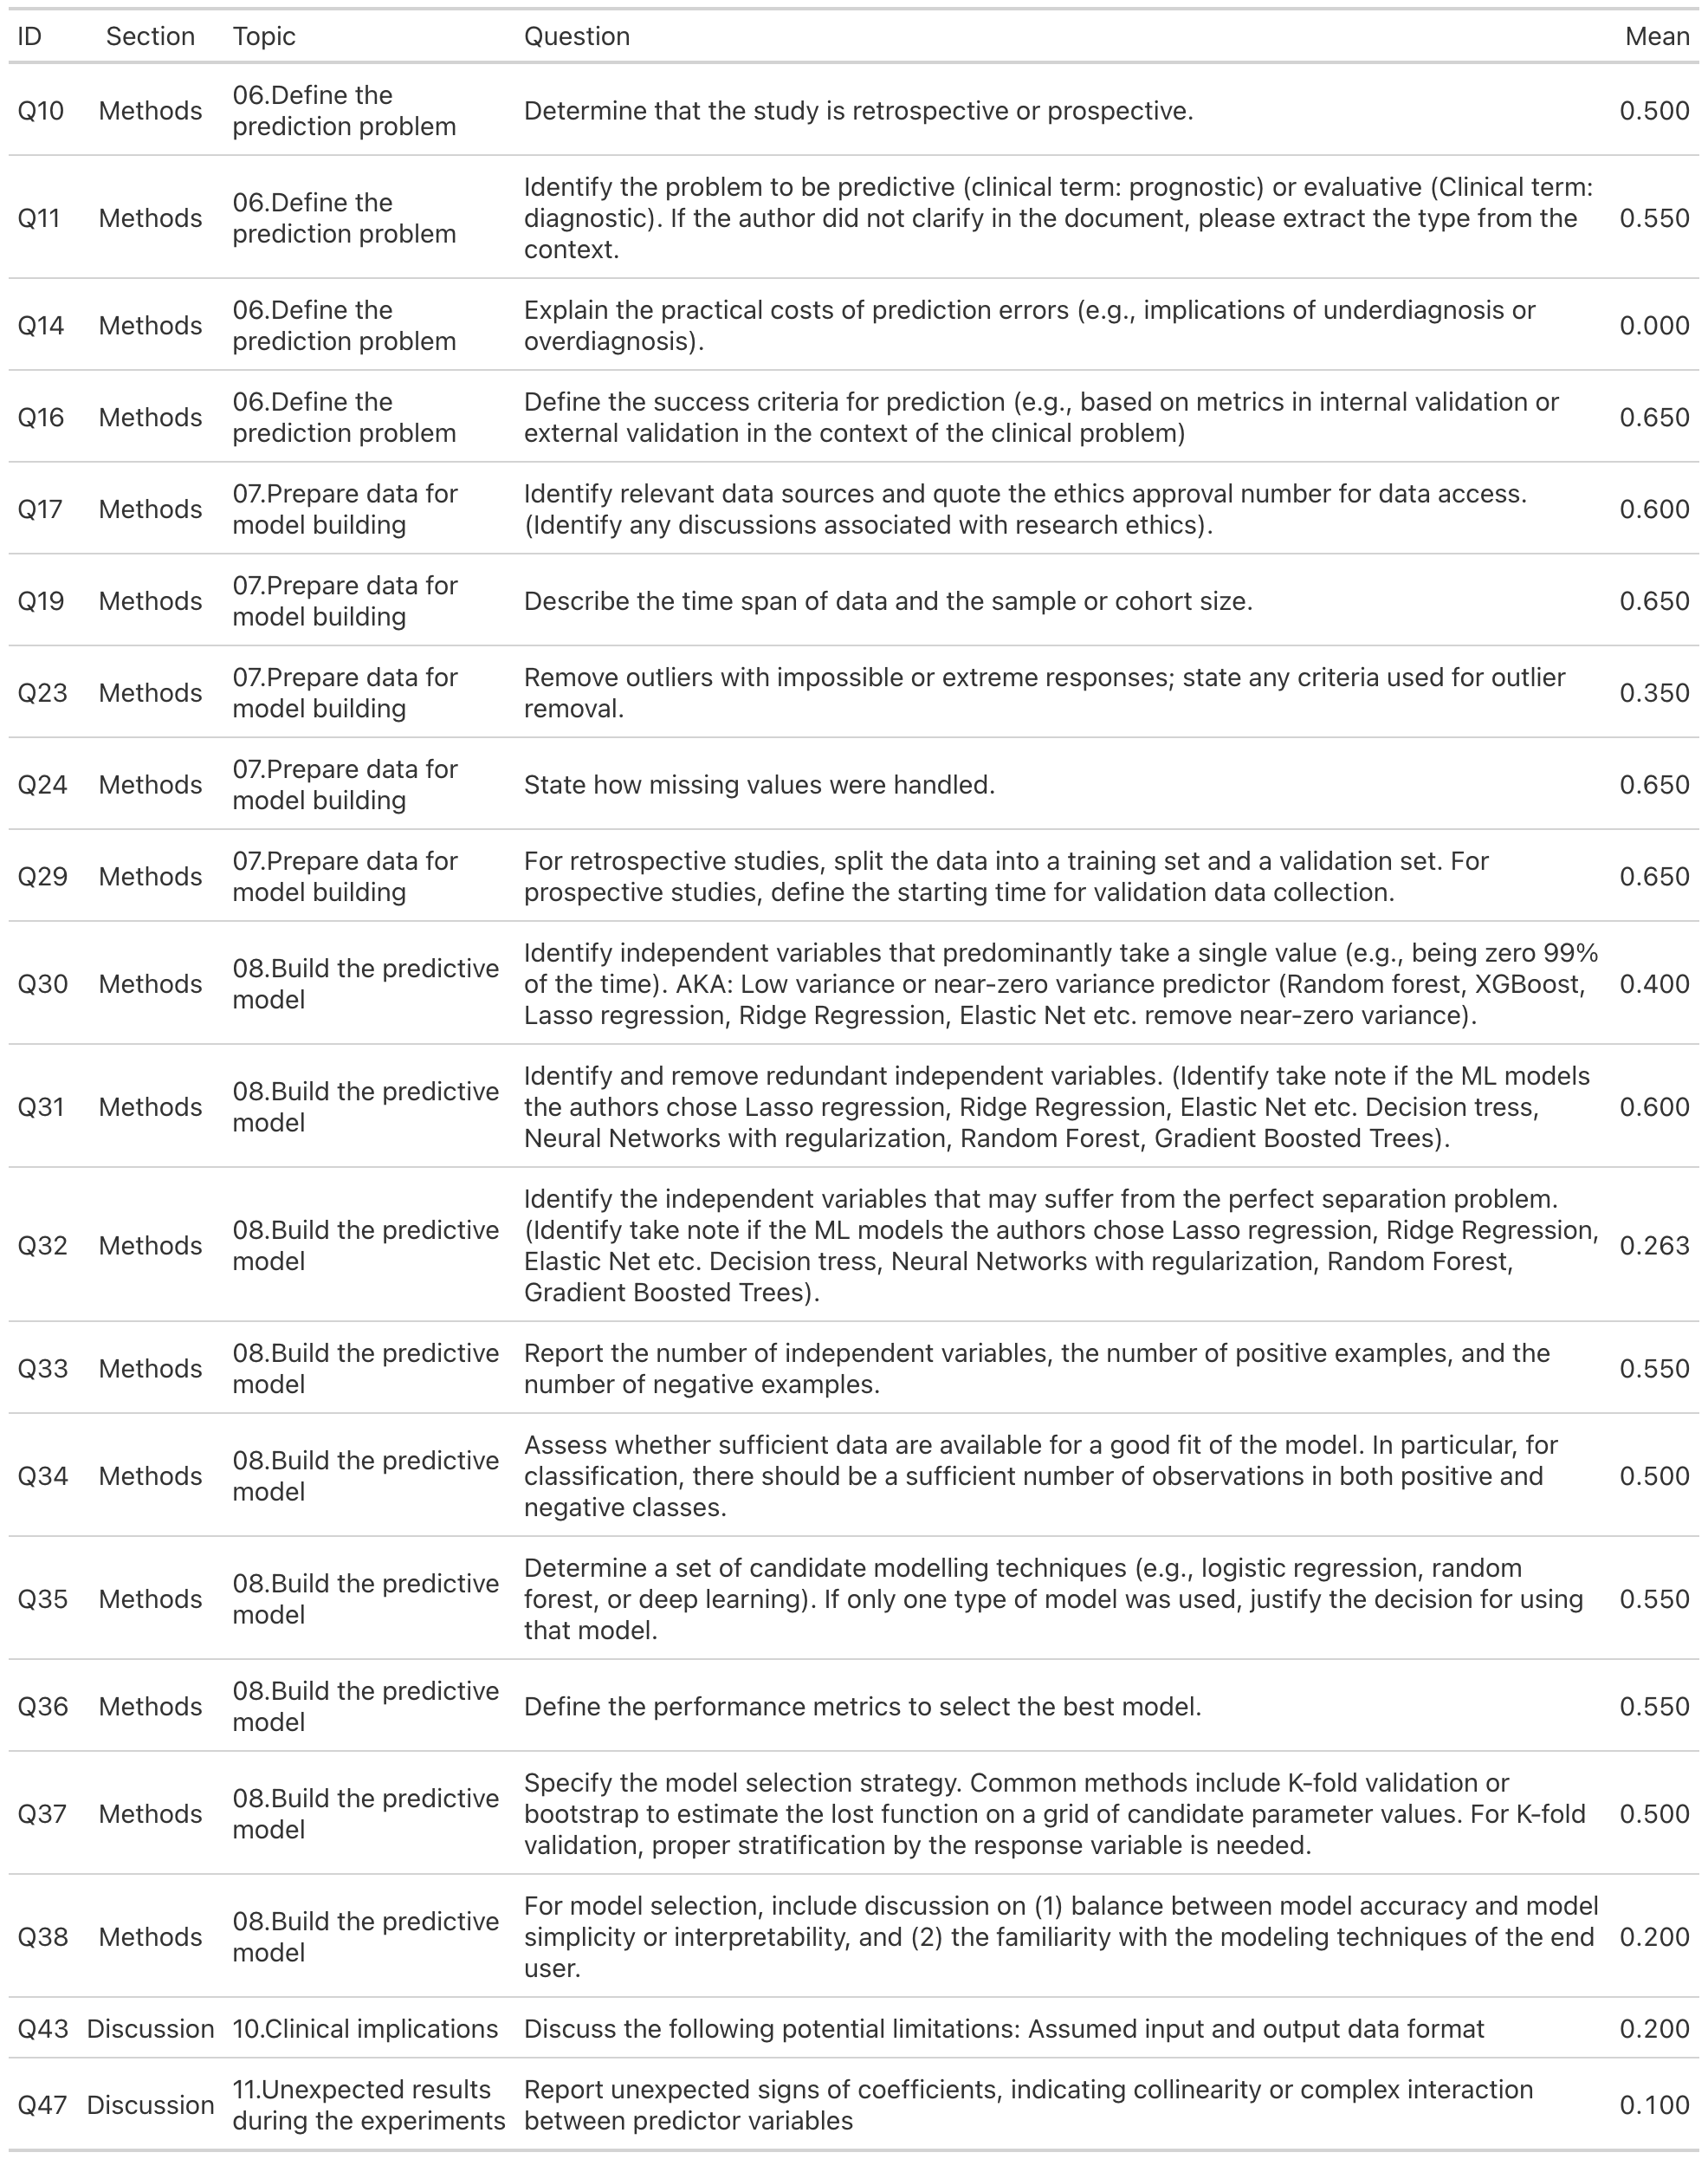 ID Section Topic Question Mean
Q10 Methods 06.Define the prediction problem Determine that the study is retrospective or prospective. 0.500
Q11 Methods 06.Define the prediction problem Identify the problem to be predictive (clinical term: prognostic) or evaluative (Clinical term:
diagnostic). If the author did not clarify in the document, please extract the type from the
context. 0.550
Q14 Methods 06.Define the prediction problem Explain the practical costs of prediction errors (e.g., implications of underdiagnosis or
overdiagnosis). 0.000
Q16 Methods 06.Define the prediction problem Define the success criteria for prediction (e.g., based on metrics in internal validation or
external validation in the context of the clinical problem) 0.650
Q17 Methods 07.Prepare data for model building Identify relevant data sources and quote the ethics approval number for data access.
(Identify any discussions associated with research ethics). 0.600
Q19 Methods 07.Prepare data for model building Describe the time span of data and the sample or cohort size. 0.650
Q23 Methods 07.Prepare data for model building Remove outliers with impossible or extreme responses; state any criteria used for outlier
removal. 0.350
Q24 Methods 07.Prepare data for model building State how missing values were handled. 0.650
Q29 Methods 07.Prepare data for model building For retrospective studies, split the data into a training set and a validation set. For
prospective studies, define the starting time for validation data collection. 0.650
Q30 Methods 08.Build the predictive model Identify independent variables that predominantly take a single value (e.g., being zero 99%
of the time). AKA: Low variance or near-zero variance predictor (Random forest, XGBoost,
Lasso regression, Ridge Regression, Elastic Net etc. remove near-zero variance). 0.400
Q31 Methods 08.Build the predictive model Identify and remove redundant independent variables. (Identify take note if the ML models
the authors chose Lasso regression, Ridge Regression, Elastic Net etc. Decision tress,
Neural Networks with regularization, Random Forest, Gradient Boosted Trees). 0.600
Q32 Methods 08.Build the predictive model Identify the independent variables that may suffer from the perfect separation problem.
(Identify take note if the ML models the authors chose Lasso regression, Ridge Regression,
Elastic Net etc. Decision tress, Neural Networks with regularization, Random Forest,
Gradient Boosted Trees). 0.263
Q33 Methods 08.Build the predictive model Report the number of independent variables, the number of positive examples, and the
number of negative examples. 0.550
Q34 Methods 08.Build the predictive model Assess whether sufficient data are available for a good fit of the model. In particular, for
classification, there should be a sufficient number of observations in both positive and
negative classes. 0.500
Q35 Methods 08.Build the predictive model Determine a set of candidate modelling techniques (e.g., logistic regression, random
forest, or deep learning). If only one type of model was used, justify the decision for using
that model. 0.550
Q36 Methods 08.Build the predictive model Define the performance metrics to select the best model. 0.550
Q37 Methods 08.Build the predictive model Specify the model selection strategy. Common methods include K-fold validation or
bootstrap to estimate the lost function on a grid of candidate parameter values. For K-fold
validation, proper stratification by the response variable is needed. 0.500
Q38 Methods 08.Build the predictive model For model selection, include discussion on (1) balance between model accuracy and model
simplicity or interpretability, and (2) the familiarity with the modeling techniques of the end
user. 0.200
Q43 Discussion 10.Clinical implications Discuss the following potential limitations: Assumed input and output data format 0.200
Q47 Discussion 11.Unexpected results during the experiments Report unexpected signs of coefficients, indicating collinearity or complex interaction
between predictor variables 0.100